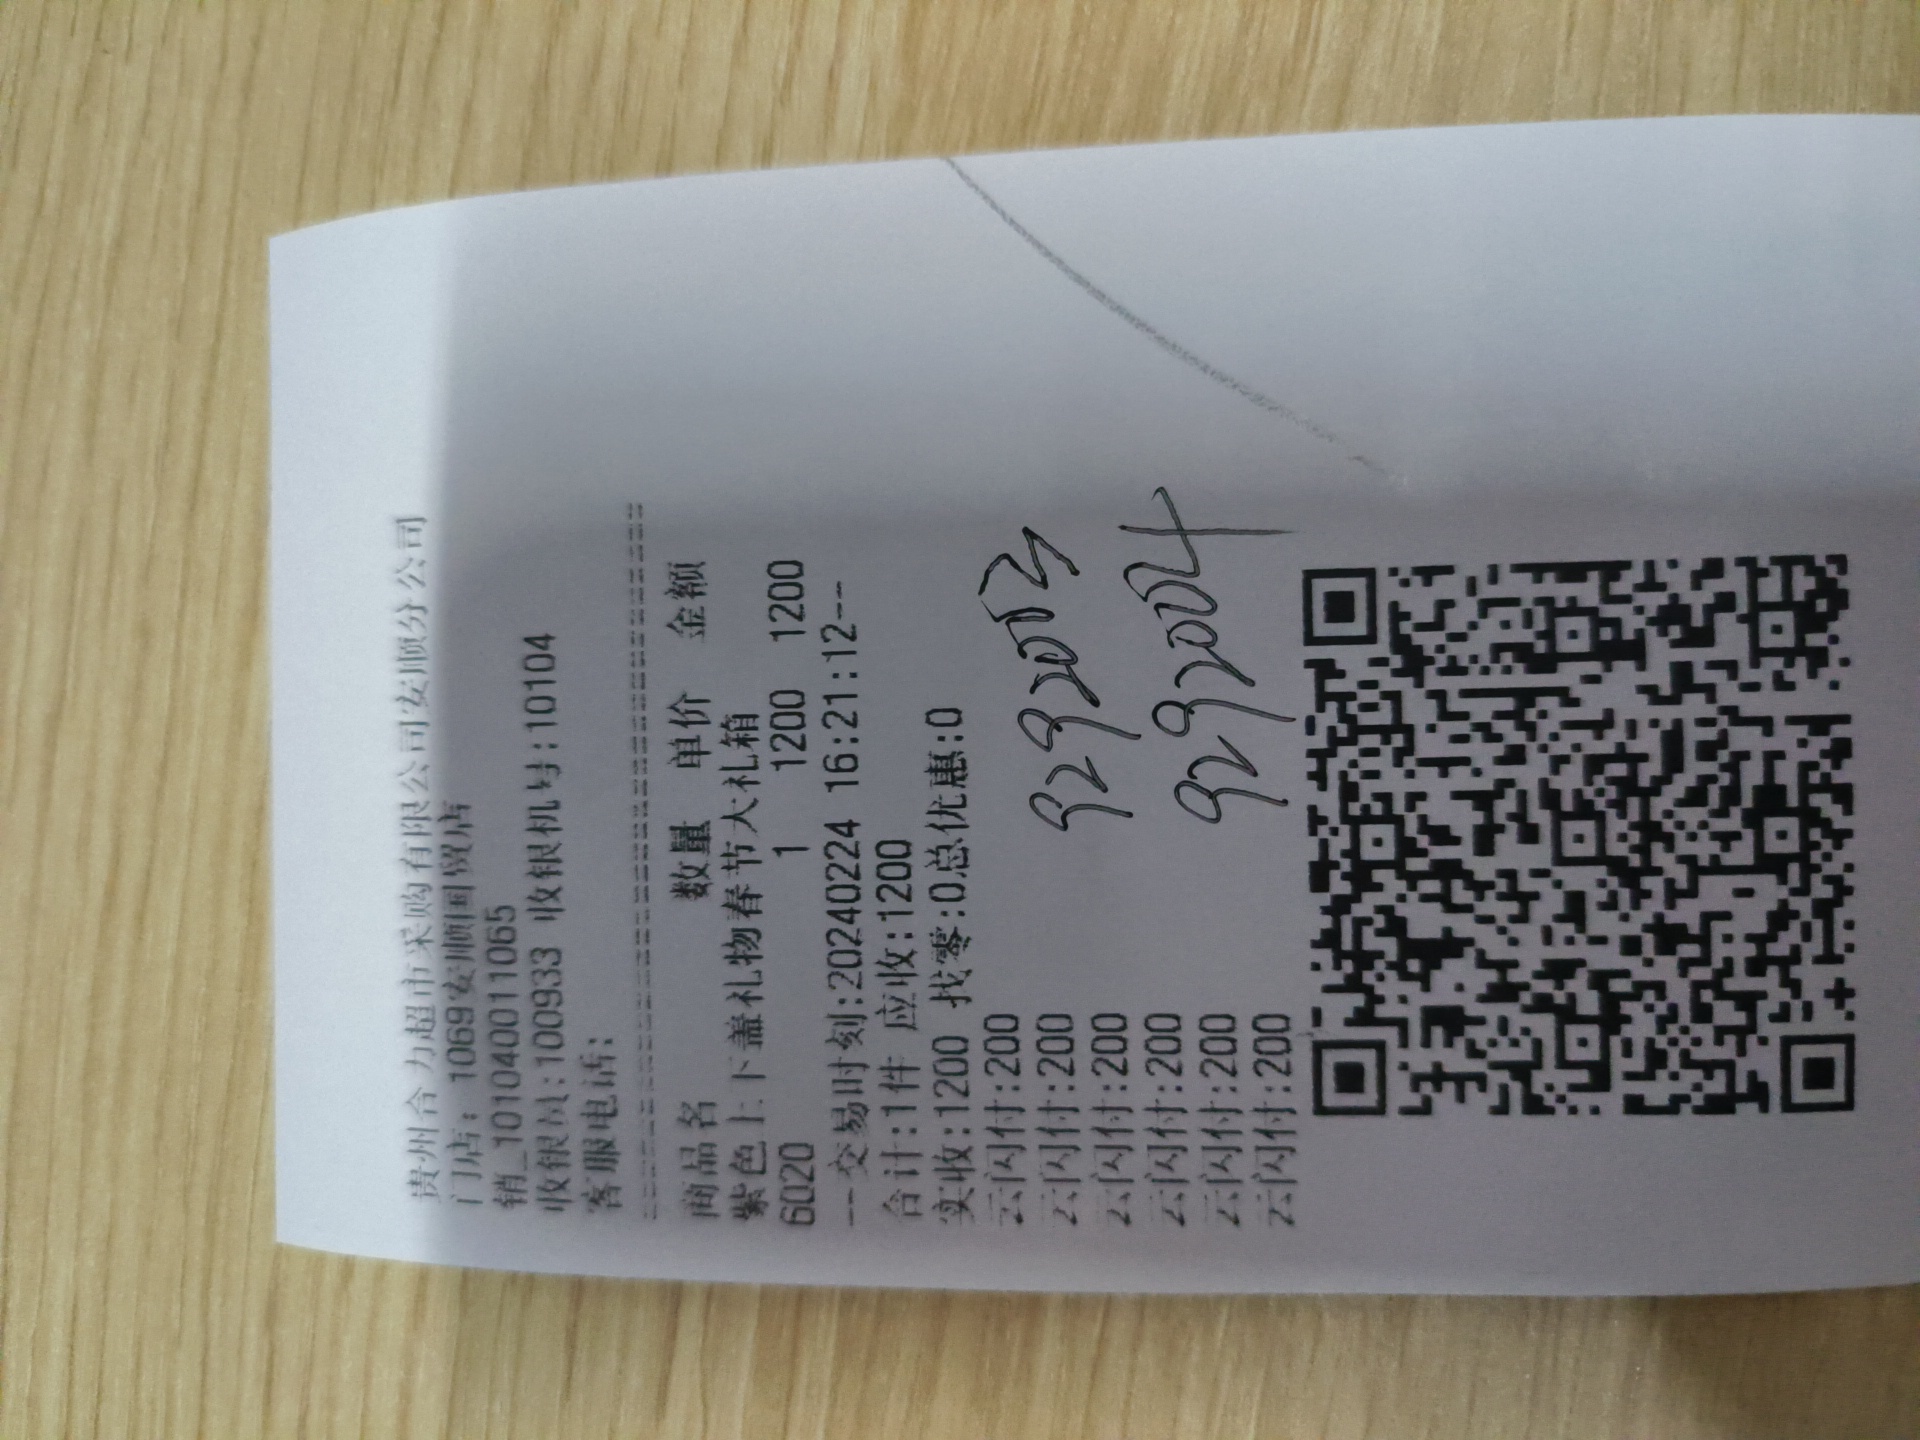 贵州合力超市采购有限公司安顺分公司
门店: 1069安顺国贸店
销_101040011065
收银员:100933 收银机号:10104
客服电话:
商品名 数量 单价 金额
紫色上下盖礼物春节大礼箱
6020 1 1200 1200
--交易时刻:20240224 16:21:12--
合计:1件 应收:1200
实收:1200 找零:0总优惠:0
云闪付:200
云闪付:200
云闪付:200
云闪付:200
云闪付:200
云闪付:200